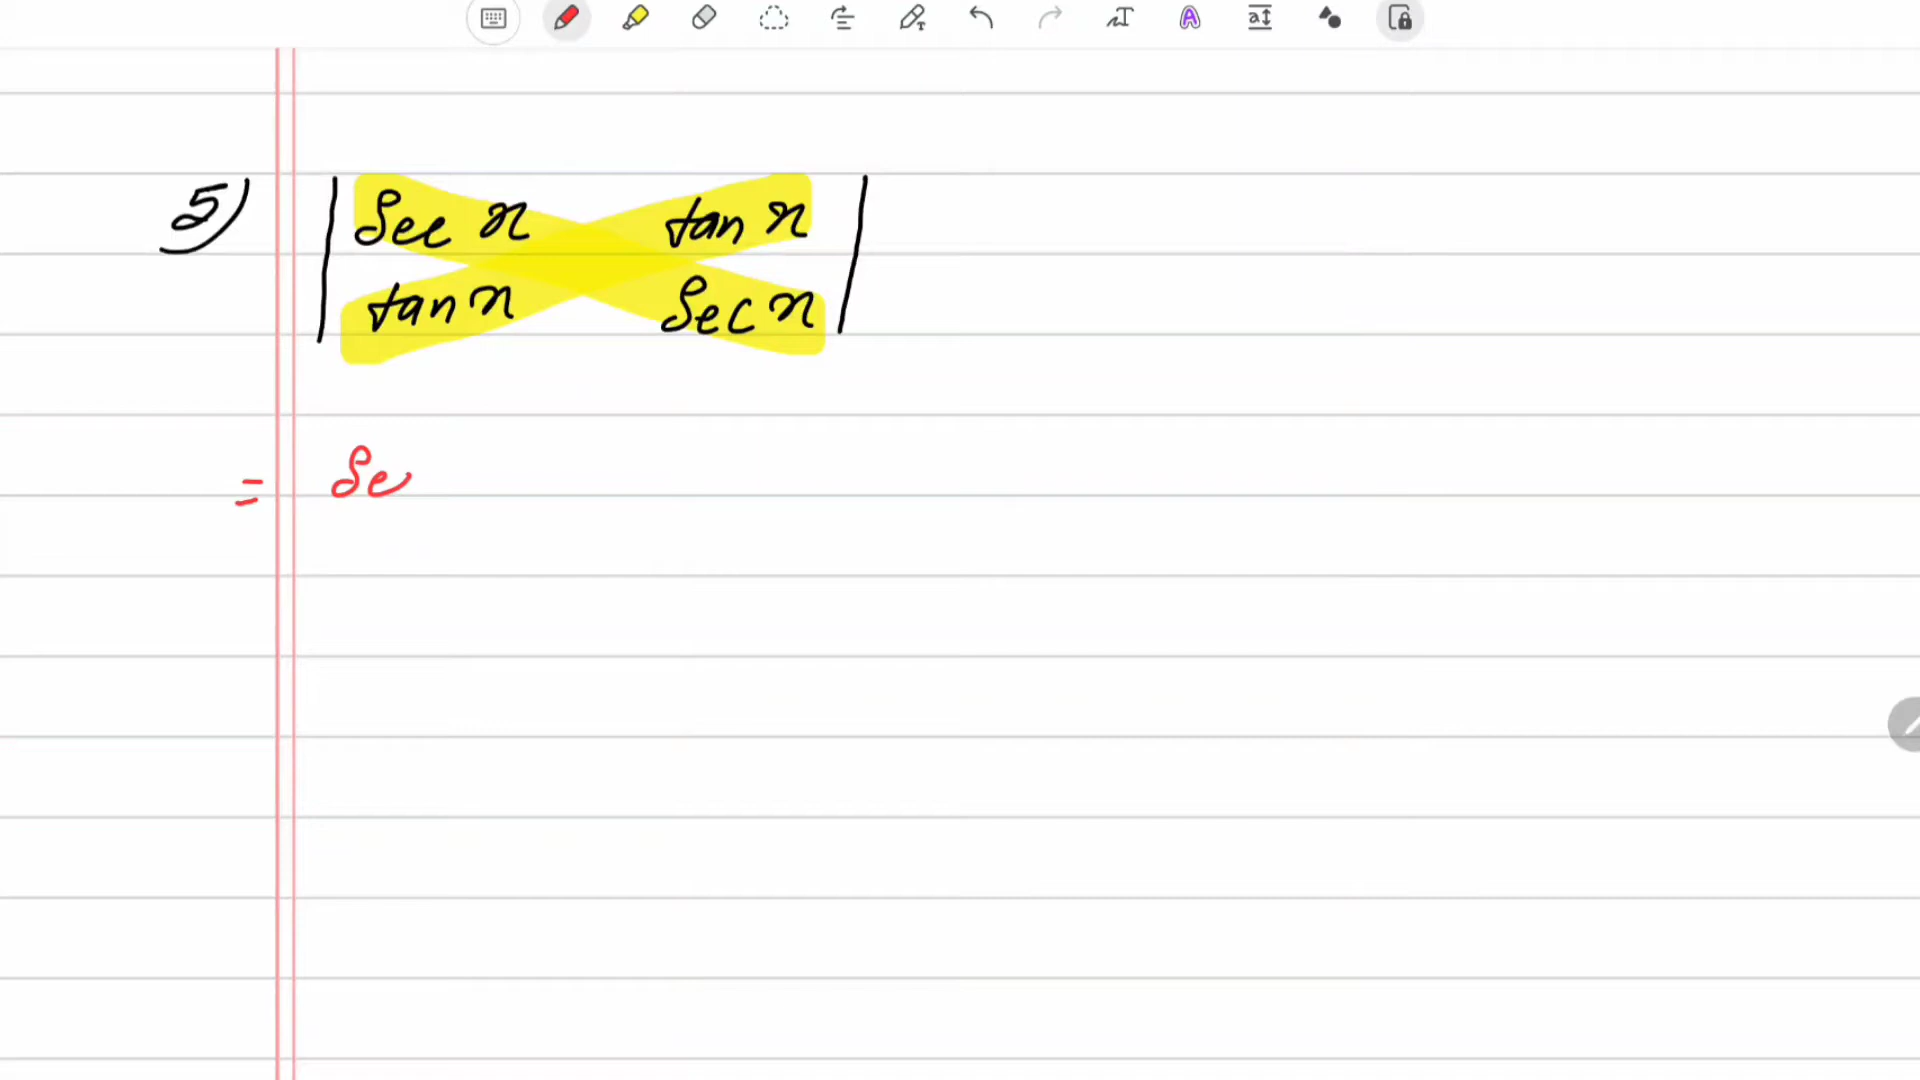 5) | Sec x tan x |
| tan x Sec x |
= Se